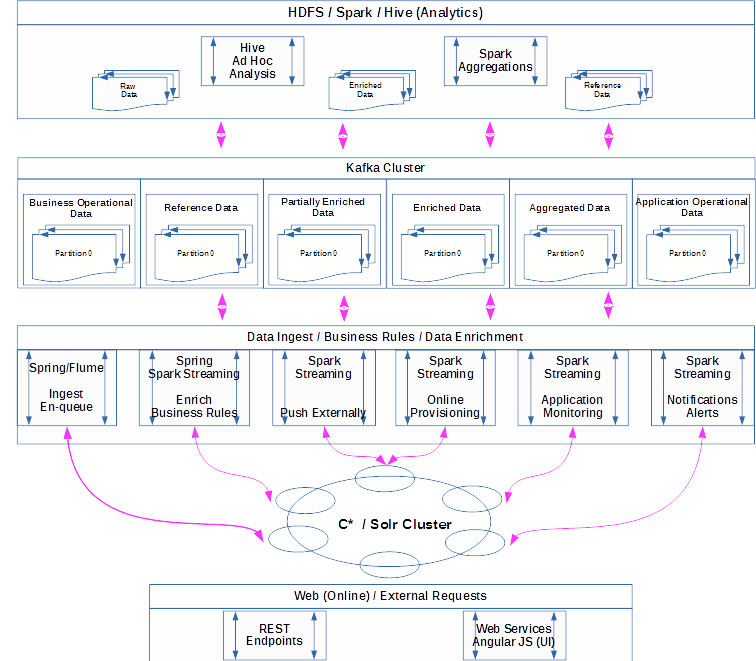 HDFS / Spark / Hive (Analytics)
Hive
Ad Hoc
Analysis
Spark
Aggregations
Raw
Data
Enriched
Data
Reference
Data
Kafka Cluster
Business Operational
Data
Reference Data
Partially Enriched
Data
Enriched Data
Aggregated Data
Application Operational
Data
Partition 0
Partition 0
Partition 0
Partition 0
Partition 0
Partition 0
Data Ingest / Business Rules / Data Enrichment
Spring/Flume
Ingest
En-queue
Spring
Spark Streaming
Enrich
Business Rules
Spark
Streaming
Push Externally
Spark
Streaming
Online
Provisioning
Spark
Streaming
Application
Monitoring
Spark
Streaming
Notifications
Alerts
C* / Solr Cluster
Web (Online) / External Requests
REST
Endpoints
Web Services
Angular JS (UI)